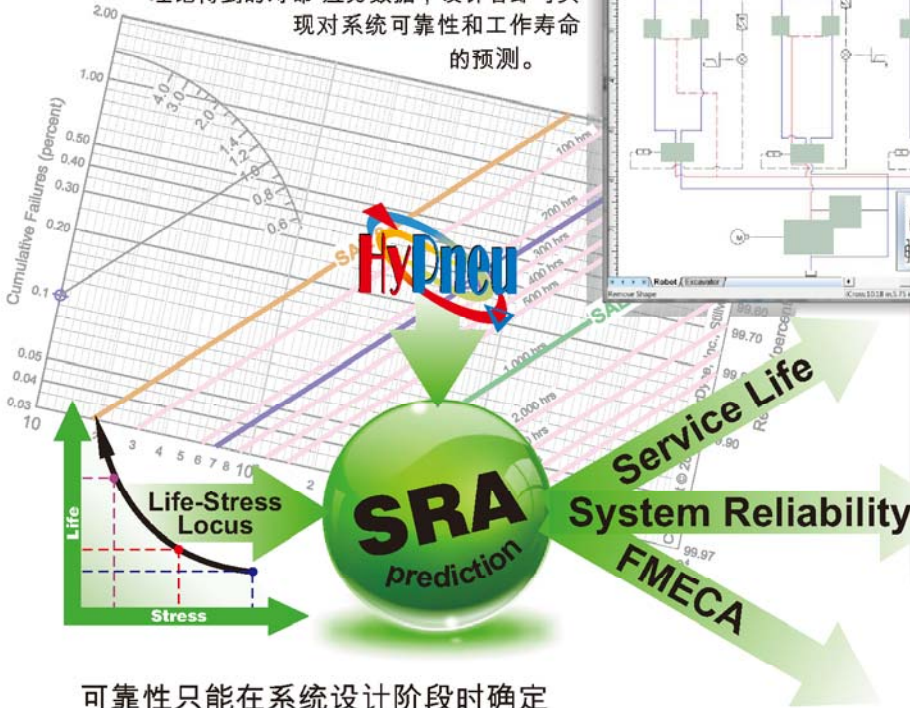 现对系统可靠性和工作寿命
的预测。
2.00
1.00
0.50
0.40
0.30
0.20
0.1
0.05
0.04
0.03
Cumulative Failures (percent)
4.0
3.0
2.0
1.4
1.2
1.0
0.8
0.6
100 hrs
200 hrs
300 hrs
400 hrs
500 hrs
1,000 hrs
2,000 hrs
HyPneu
Robot
Excavator
Remove Shape
10
3
4
5
6
7
8
10
2
99.80
99.70
99.97
Life-Stress
Locus
Life
Stress
SRA
prediction
Service Life
System Reliability
FMECA
可靠性只能在系统设计阶段时确定